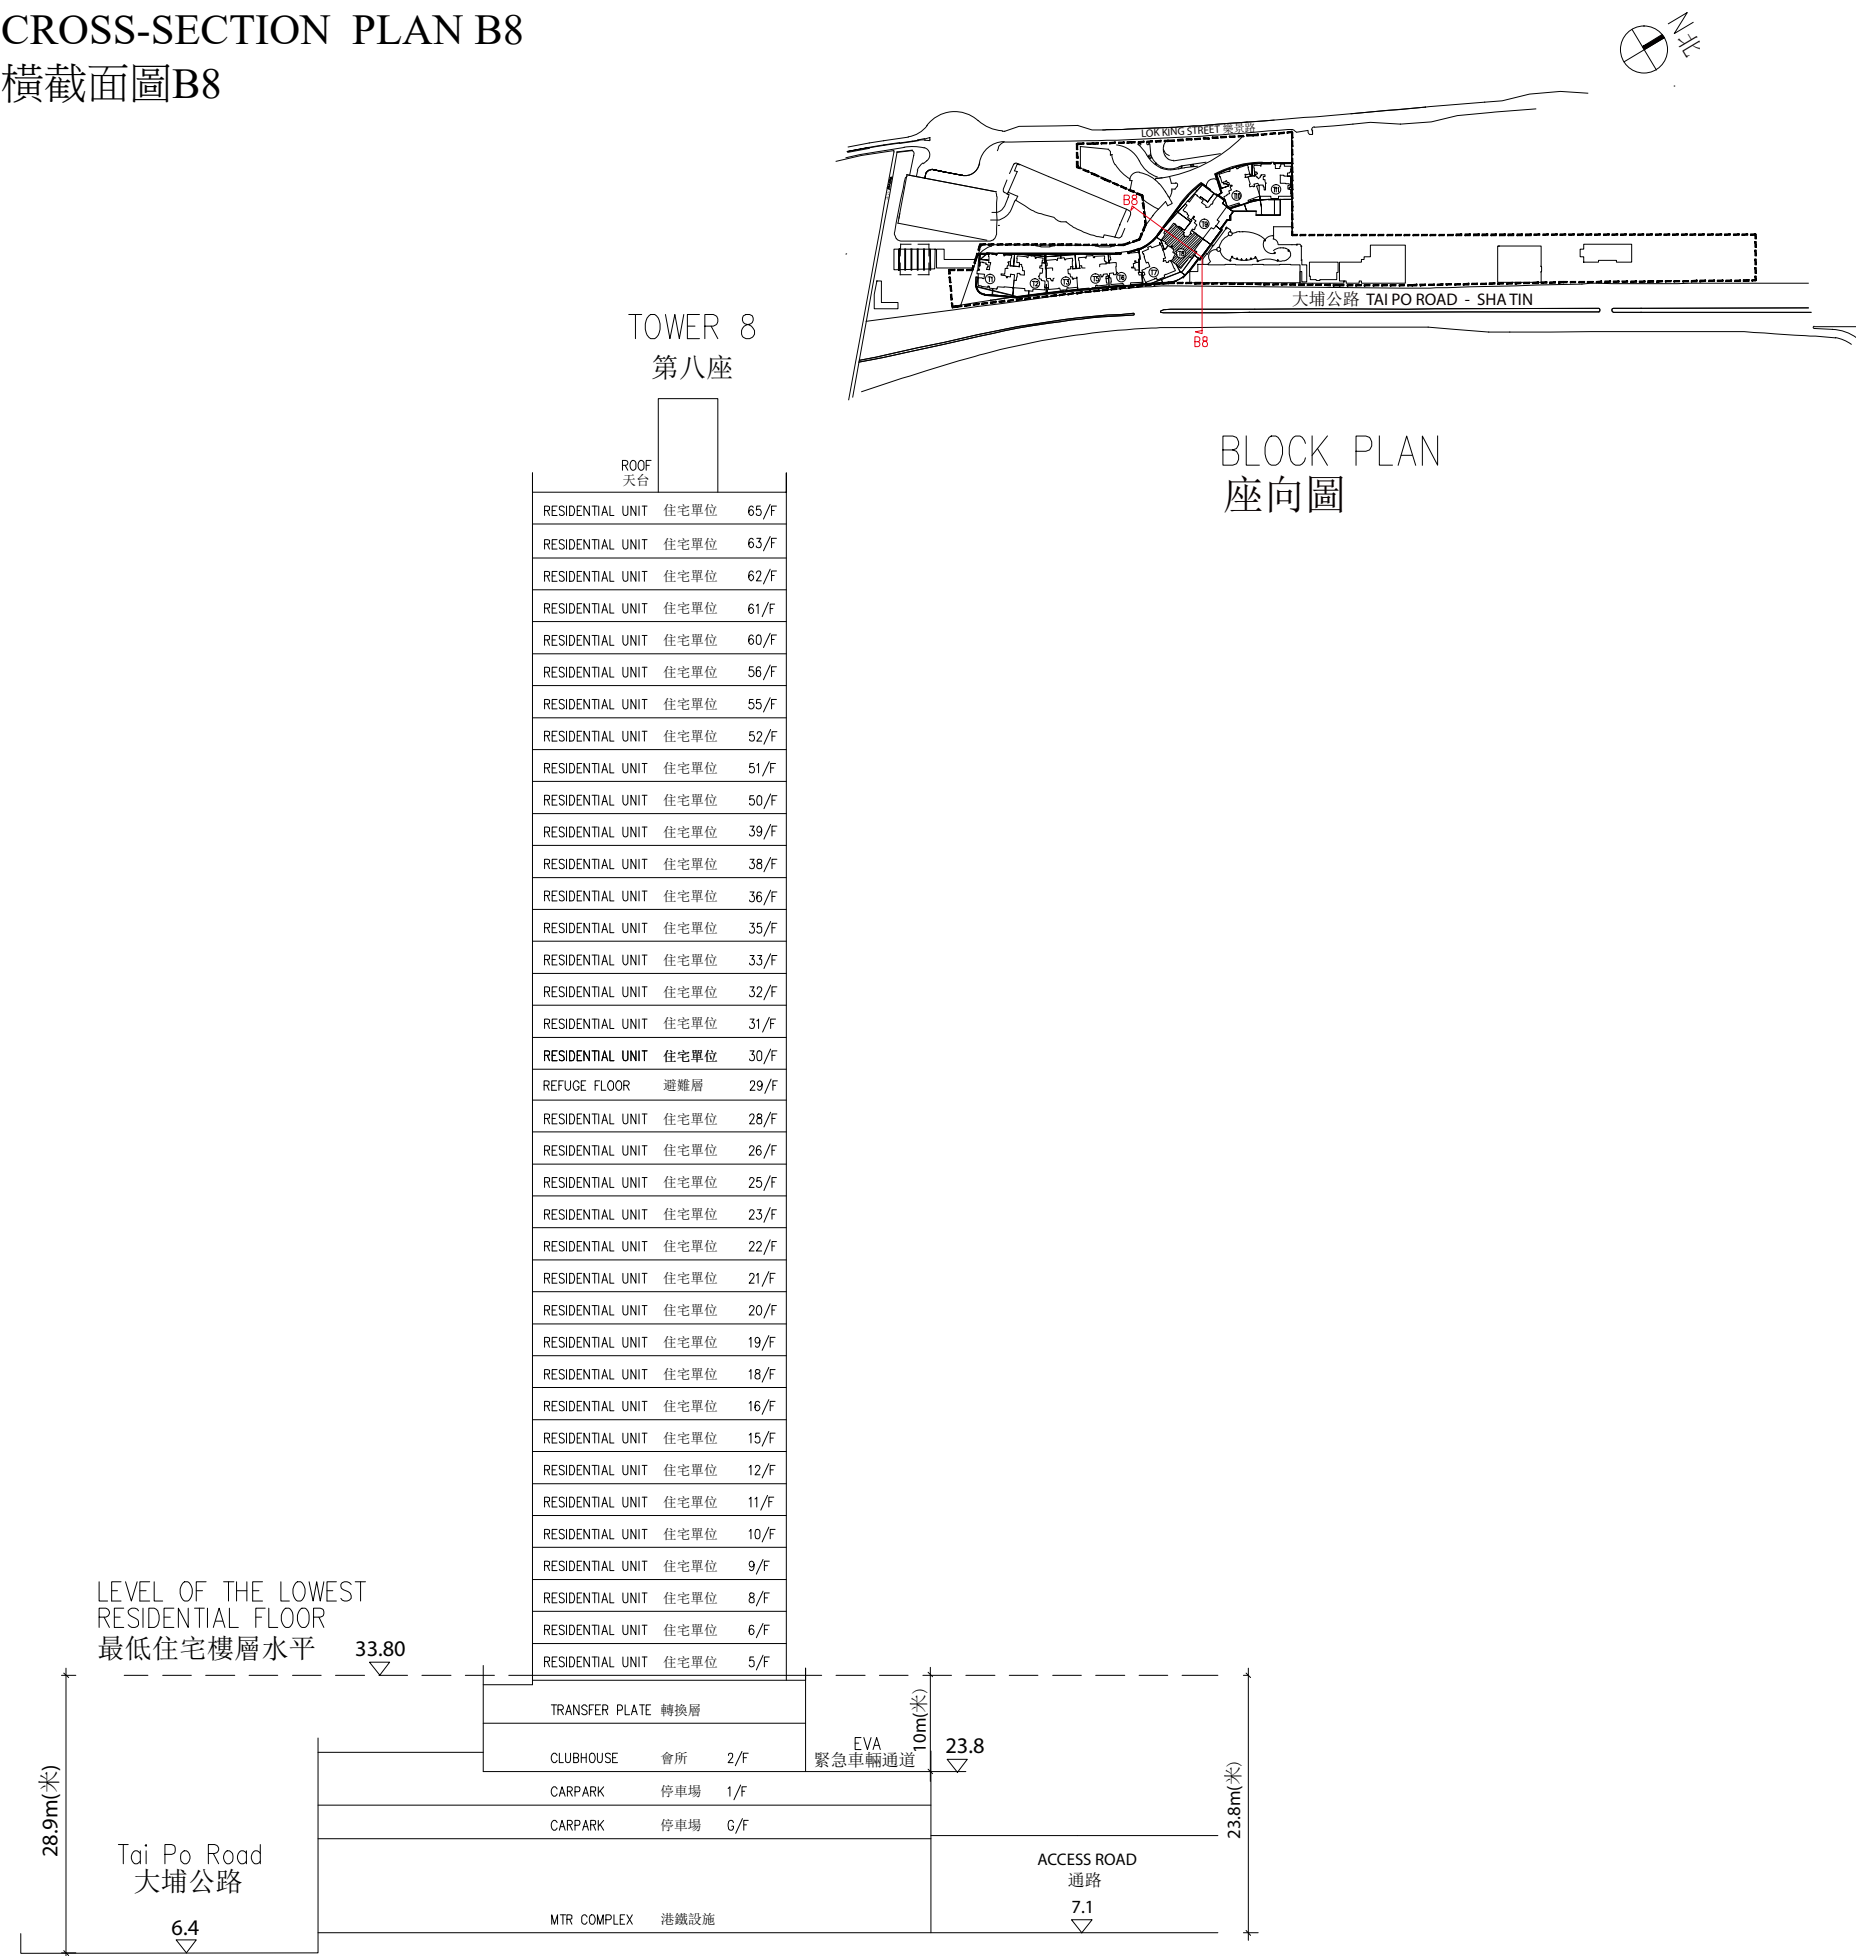 CROSS-SECTION PLAN B8
橫截面圖B8
N 北
LOK KING STREET 樂景路
B8
T10
T11
T9
T8
T1
T2
T3
T5
T6
T7
大埔公路 TAI PO ROAD - SHA TIN
B8
BLOCK PLAN
座向圖
TOWER 8
第八座
ROOF
天台
RESIDENTIAL UNIT 住宅單位 65/F
RESIDENTIAL UNIT 住宅單位 63/F
RESIDENTIAL UNIT 住宅單位 62/F
RESIDENTIAL UNIT 住宅單位 61/F
RESIDENTIAL UNIT 住宅單位 60/F
RESIDENTIAL UNIT 住宅單位 56/F
RESIDENTIAL UNIT 住宅單位 55/F
RESIDENTIAL UNIT 住宅單位 52/F
RESIDENTIAL UNIT 住宅單位 51/F
RESIDENTIAL UNIT 住宅單位 50/F
RESIDENTIAL UNIT 住宅單位 39/F
RESIDENTIAL UNIT 住宅單位 38/F
RESIDENTIAL UNIT 住宅單位 36/F
RESIDENTIAL UNIT 住宅單位 35/F
RESIDENTIAL UNIT 住宅單位 33/F
RESIDENTIAL UNIT 住宅單位 32/F
RESIDENTIAL UNIT 住宅單位 31/F
RESIDENTIAL UNIT 住宅單位 30/F
REFUGE FLOOR 避難層 29/F
RESIDENTIAL UNIT 住宅單位 28/F
RESIDENTIAL UNIT 住宅單位 26/F
RESIDENTIAL UNIT 住宅單位 25/F
RESIDENTIAL UNIT 住宅單位 23/F
RESIDENTIAL UNIT 住宅單位 22/F
RESIDENTIAL UNIT 住宅單位 21/F
RESIDENTIAL UNIT 住宅單位 20/F
RESIDENTIAL UNIT 住宅單位 19/F
RESIDENTIAL UNIT 住宅單位 18/F
RESIDENTIAL UNIT 住宅單位 16/F
RESIDENTIAL UNIT 住宅單位 15/F
RESIDENTIAL UNIT 住宅單位 12/F
RESIDENTIAL UNIT 住宅單位 11/F
RESIDENTIAL UNIT 住宅單位 10/F
RESIDENTIAL UNIT 住宅單位 9/F
RESIDENTIAL UNIT 住宅單位 8/F
RESIDENTIAL UNIT 住宅單位 6/F
RESIDENTIAL UNIT 住宅單位 5/F
LEVEL OF THE LOWEST
RESIDENTIAL FLOOR
最低住宅樓層水平 33.80
TRANSFER PLATE 轉換層
CLUBHOUSE 會所 2/F
EVA
緊急車輛通道
10m(米)
23.8
CARPARK 停車場 1/F
CARPARK 停車場 G/F
28.9m(米)
23.8m(米)
Tai Po Road
大埔公路
6.4
ACCESS ROAD
通路
7.1
MTR COMPLEX 港鐵設施